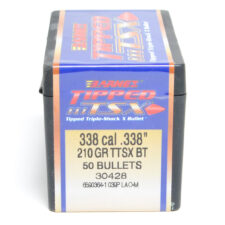 BARNES
TIPPED
TSX
Tipped Triple-Shock X Bullet
338 cal .338"
210 GR TTSX BT
50 BULLETS
30428